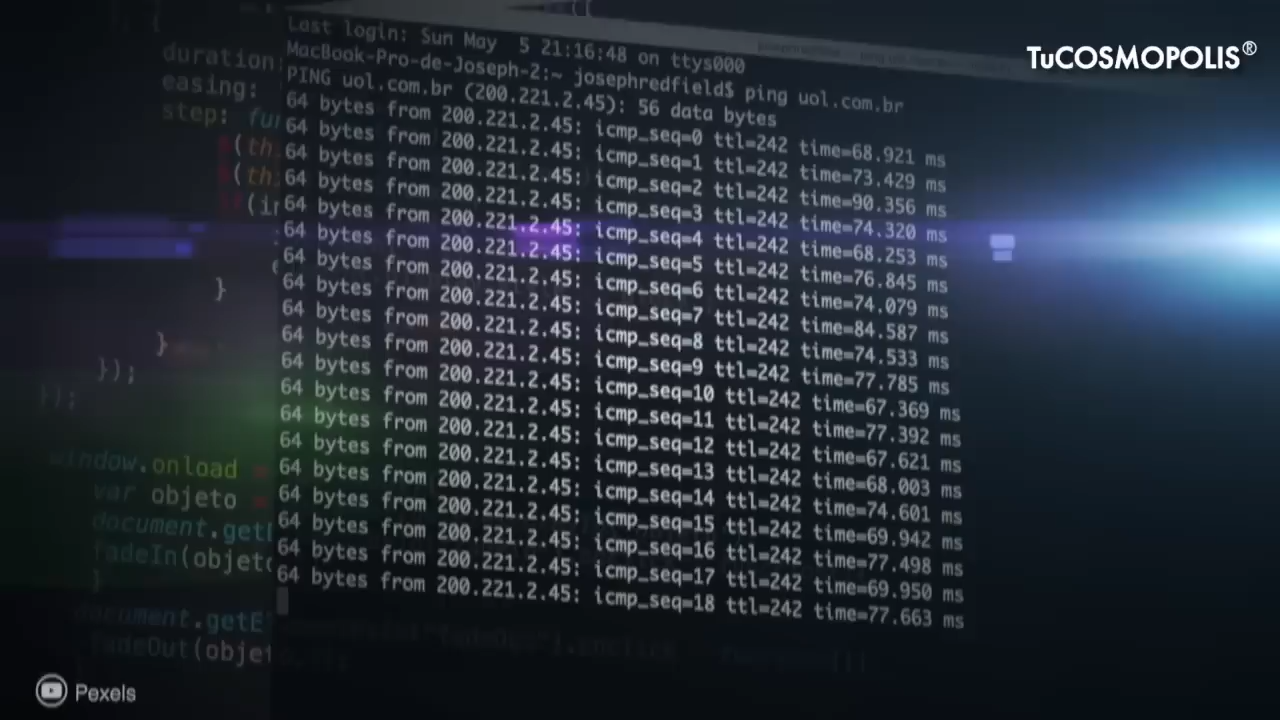 TuCOSMOPOLIS®
Last login: Sun May  5 21:16:48 on ttys000
MacBook-Pro-de-Joseph-2:~ josephredfield$ ping uol.com.br
PING uol.com.br (200.221.2.45): 56 data bytes
64 bytes from 200.221.2.45: icmp_seq=0 ttl=242 time=68.921 ms
64 bytes from 200.221.2.45: icmp_seq=1 ttl=242 time=73.429 ms
64 bytes from 200.221.2.45: icmp_seq=2 ttl=242 time=90.356 ms
64 bytes from 200.221.2.45: icmp_seq=3 ttl=242 time=74.320 ms
64 bytes from 200.221.2.45: icmp_seq=4 ttl=242 time=68.253 ms
64 bytes from 200.221.2.45: icmp_seq=5 ttl=242 time=76.845 ms
64 bytes from 200.221.2.45: icmp_seq=6 ttl=242 time=74.079 ms
64 bytes from 200.221.2.45: icmp_seq=7 ttl=242 time=84.587 ms
64 bytes from 200.221.2.45: icmp_seq=8 ttl=242 time=74.533 ms
64 bytes from 200.221.2.45: icmp_seq=9 ttl=242 time=77.785 ms
64 bytes from 200.221.2.45: icmp_seq=10 ttl=242 time=67.369 ms
64 bytes from 200.221.2.45: icmp_seq=11 ttl=242 time=77.392 ms
64 bytes from 200.221.2.45: icmp_seq=12 ttl=242 time=67.621 ms
64 bytes from 200.221.2.45: icmp_seq=13 ttl=242 time=68.003 ms
64 bytes from 200.221.2.45: icmp_seq=14 ttl=242 time=74.601 ms
64 bytes from 200.221.2.45: icmp_seq=15 ttl=242 time=69.942 ms
64 bytes from 200.221.2.45: icmp_seq=16 ttl=242 time=77.498 ms
64 bytes from 200.221.2.45: icmp_seq=17 ttl=242 time=69.950 ms
64 bytes from 200.221.2.45: icmp_seq=18 ttl=242 time=77.663 ms
duration:
easing:
step: fu
(th
(th
(i
}
}
});
});
window.onload =
var objeto =
document.getE
fadeIn(objeto
}
document.getE
fadeOut(objet
Pexels